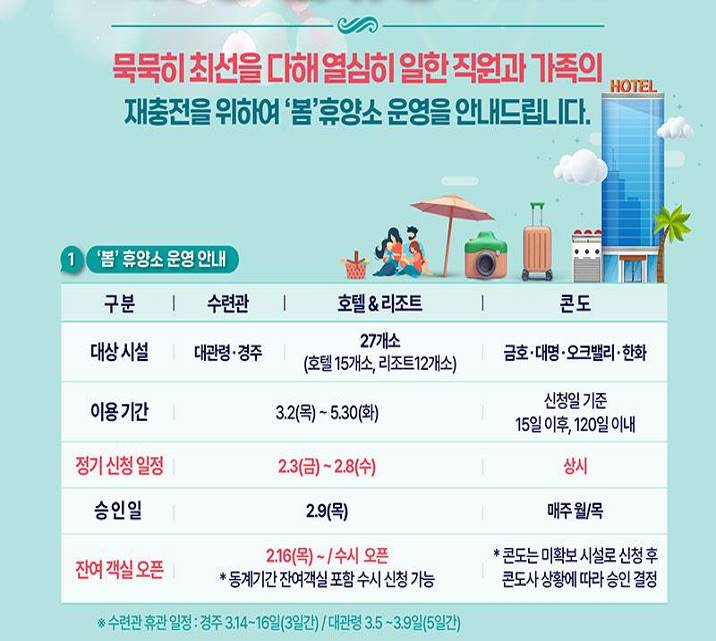 묵묵히 최선을 다해 열심히 일한 직원과 가족의
재충전을 위하여 '봄'휴양소 운영을 안내드립니다.
HOTEL
1 '봄' 휴양소 운영 안내
구분 | 수련관 | 호텔 & 리조트 | 콘도
대상 시설 | 대관령·경주 | 27개소 | 금호·대명·오크밸리·한화
(호텔 15개소, 리조트12개소)
이용 기간 | 3.2(목) ~ 5.30(화) | 신청일 기준
15일 이후, 120일 이내
정기 신청 일정 | 2.3(금) ~ 2.8(수) | 상시
승인일 | 2.9(목) | 매주 월/목
잔여 객실 오픈 | 2.16(목) ~ / 수시 오픈 | * 콘도는 미확보 시설로 신청 후
* 동계기간 잔여객실 포함 수시 신청 가능 | 콘도사 상황에 따라 승인 결정
※ 수련관 휴관 일정 : 경주 3.14~16일(3일간) / 대관령 3.5 ~3.9일(5일간)